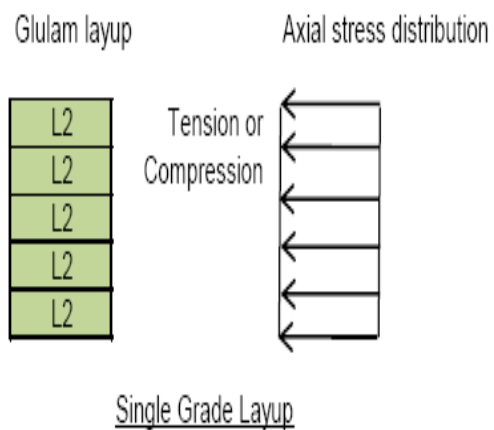 Glulam layup
Axial stress distribution
L2
L2
L2
L2
L2
Tension or
Compression
Single Grade Layup